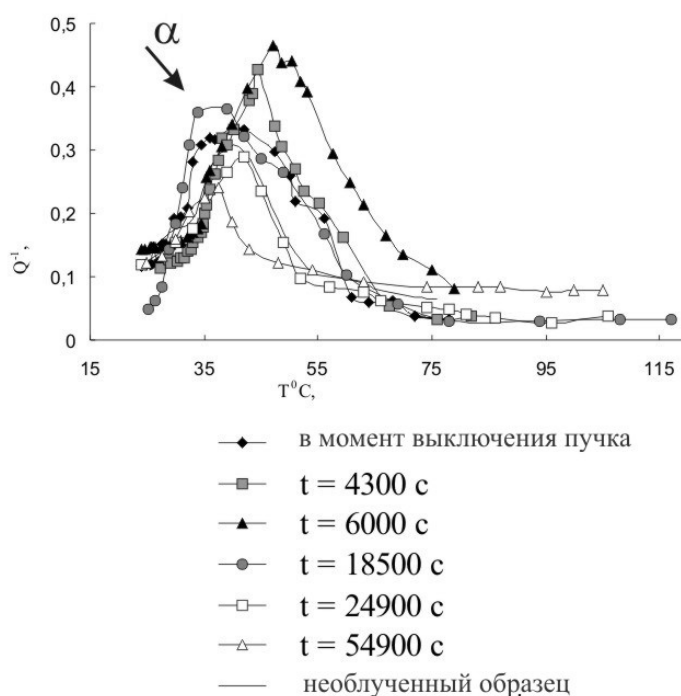 0,5
α
0,4
0,3
0,2
0,1
0
Q⁻¹,
15 35 55 75 95 115
T⁰C,
в момент выключения пучка
t = 4300 с
t = 6000 с
t = 18500 с
t = 24900 с
t = 54900 с
необлученный образец